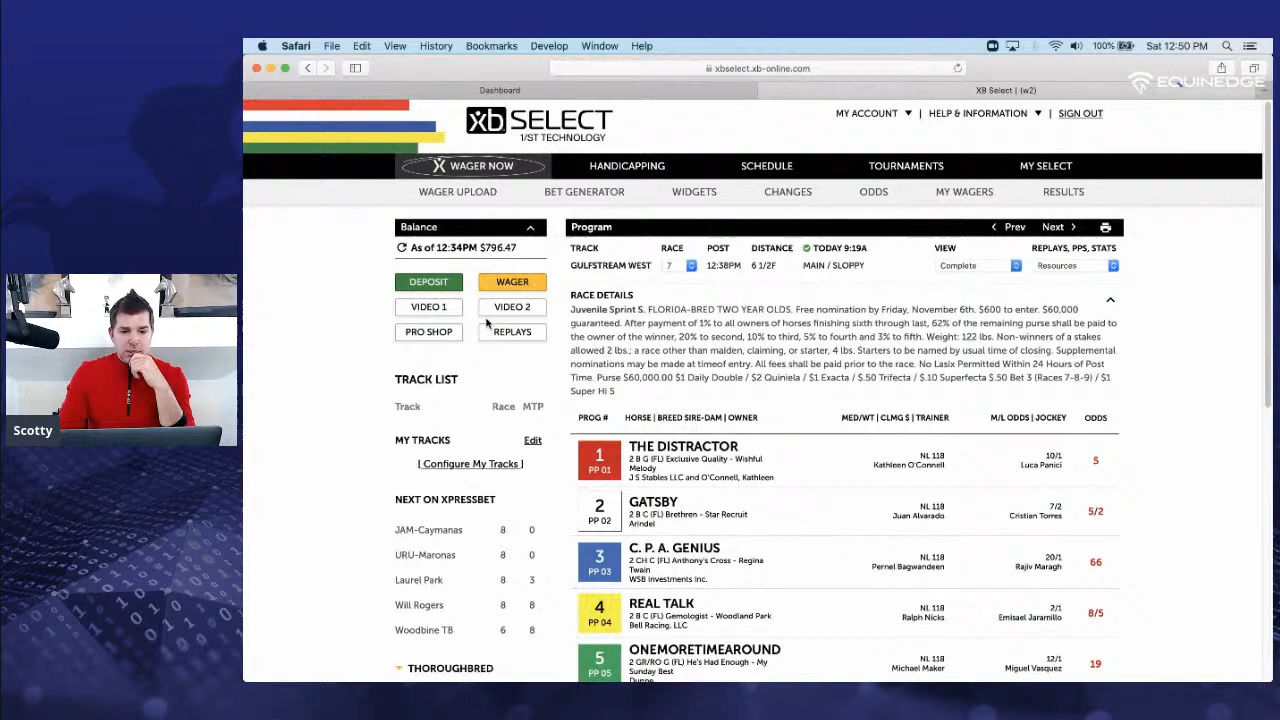 Safari File Edit View History Bookmarks Develop Window Help
100% Sat 12:50 PM
xbselect.xb-online.com
EQUINEDGE
Dashboard
XB Select | (w2)
xb SELECT
1/ST TECHNOLOGY
MY ACCOUNT | HELP & INFORMATION | SIGN OUT
X WAGER NOW HANDICAPPING SCHEDULE TOURNAMENTS MY SELECT
WAGER UPLOAD BET GENERATOR WIDGETS CHANGES ODDS MY WAGERS RESULTS
Balance
As of 12:34PM $796.47
DEPOSIT WAGER
VIDEO 1 VIDEO 2
PRO SHOP REPLAYS
TRACK LIST
Track Race MTP
MY TRACKS Edit
[ Configure My Tracks ]
NEXT ON XPRESSBET
JAM-Caymanas 8 0
URU-Maronas 8 0
Laurel Park 8 3
Will Rogers 8 8
Woodbine TB 6 8
THOROUGHBRED
Program Prev Next
TRACK RACE POST DISTANCE TODAY 9:19A VIEW REPLAYS, PPS, STATS
GULFSTREAM WEST 7 12:38PM 6 1/2F MAIN / SLOPPY Complete Resources
RACE DETAILS
Juvenile Sprint S. FLORIDA-BRED TWO YEAR OLDS. Free nomination by Friday, November 6th. $600 to enter. $60,000
guaranteed. After payment of 1% to all owners of horses finishing sixth through last, 62% of the remaining purse shall be paid to
the owner of the winner, 20% to second, 10% to third, 5% to fourth and 3% to fifth. Weight: 122 lbs. Non-winners of a stakes
allowed 2 lbs.; a race other than maiden, claiming, or starter, 4 lbs. Starters to be named by usual time of closing. Supplemental
nominations may be made at timeof entry. All fees shall be paid prior to the race. No Lasix Permitted Within 24 Hours of Post
Time. Purse $60,000.00 $1 Daily Double / $2 Quiniela / $1 Exacta / $.50 Trifecta / $.10 Superfecta $.50 Bet 3 (Races 7-8-9) / $1
Super Hi 5
PROG # HORSE | BREED SIRE-DAM | OWNER MED/WT | CLMG $ | TRAINER M/L ODDS | JOCKEY ODDS
1
PP 01
THE DISTRACTOR
2 B G (FL) Exclusive Quality - Wishful
Melody
J S Stables LLC and O'Connell, Kathleen
NL 118
Kathleen O'Connell
10/1
Luca Panici
5
2
PP 02
GATSBY
2 B C (FL) Brethren - Star Recruit
Arindel
NL 118
Juan Alvarado
7/2
Cristian Torres
5/2
3
PP 03
C. P. A. GENIUS
2 CH C (FL) Anthony's Cross - Regina
Twain
WSB Investments Inc.
NL 118
Pernel Bagwandeen
20/1
Rajiv Maragh
66
4
PP 04
REAL TALK
2 B C (FL) Gemologist - Woodland Park
Bell Racing, LLC
NL 118
Ralph Nicks
2/1
Emisael Jaramillo
8/5
5
PP 05
ONEMORETIMEAROUND
2 GR/RO G (FL) He's Had Enough - My
Sunday Best
NL 118
Michael Maker
12/1
Miguel Vasquez
19
Scotty